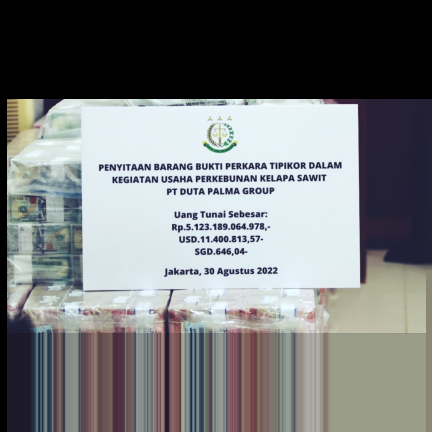 PENYITAAN BARANG BUKTI PERKARA TIPIKOR DALAM
KEGIATAN USAHA PERKEBUNAN KELAPA SAWIT
PT DUTA PALMA GROUP
Uang Tunai Sebesar:
Rp.5.123.189.064.978,-
USD.11.400.813,57-
SGD.646,04-
Jakarta, 30 Agustus 2022